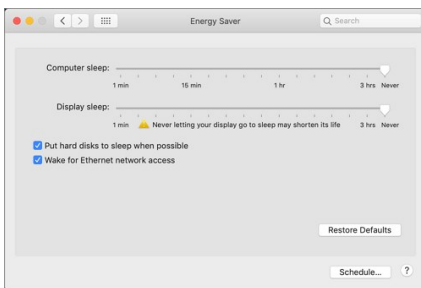 Energy Saver
Search
Computer sleep:
1 min 15 min 1 hr 3 hrs Never
Display sleep:
1 min Never letting your display go to sleep may shorten its life 3 hrs Never
Put hard disks to sleep when possible
Wake for Ethernet network access
Restore Defaults
Schedule... ?